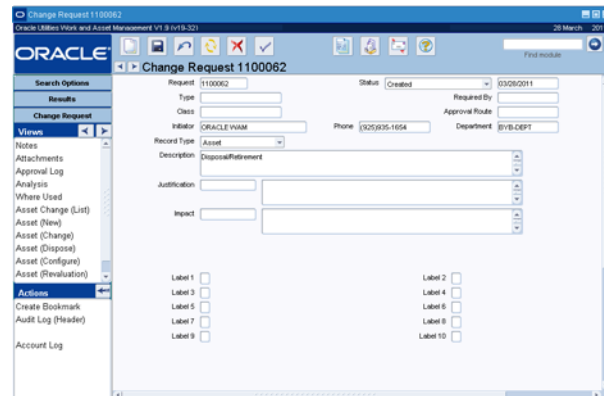 Change Request 1100062
Oracle Utilities Work and Asset Management V1.9 (v19-32)
28 March 201
ORACLE
Find module
Change Request 1100062
Search Options
Results
Change Request
Views
Notes
Attachments
Approval Log
Analysis
Where Used
Asset Change (List)
Asset (New)
Asset (Change)
Asset (Dispose)
Asset (Configure)
Asset (Revaluation)
Actions
Create Bookmark
Audit Log (Header)
Account Log
Request 1100062 Status Created 03/28/2011
Type Required By
Class Approval Route
Initiator ORACLE WAM Phone (925)935-1654 Department BYB-DEPT
Record Type Asset
Description Disposal/Retirement
Justification
Impact
Label 1 Label 2
Label 3 Label 4
Label 5 Label 6
Label 7 Label 8
Label 9 Label 10